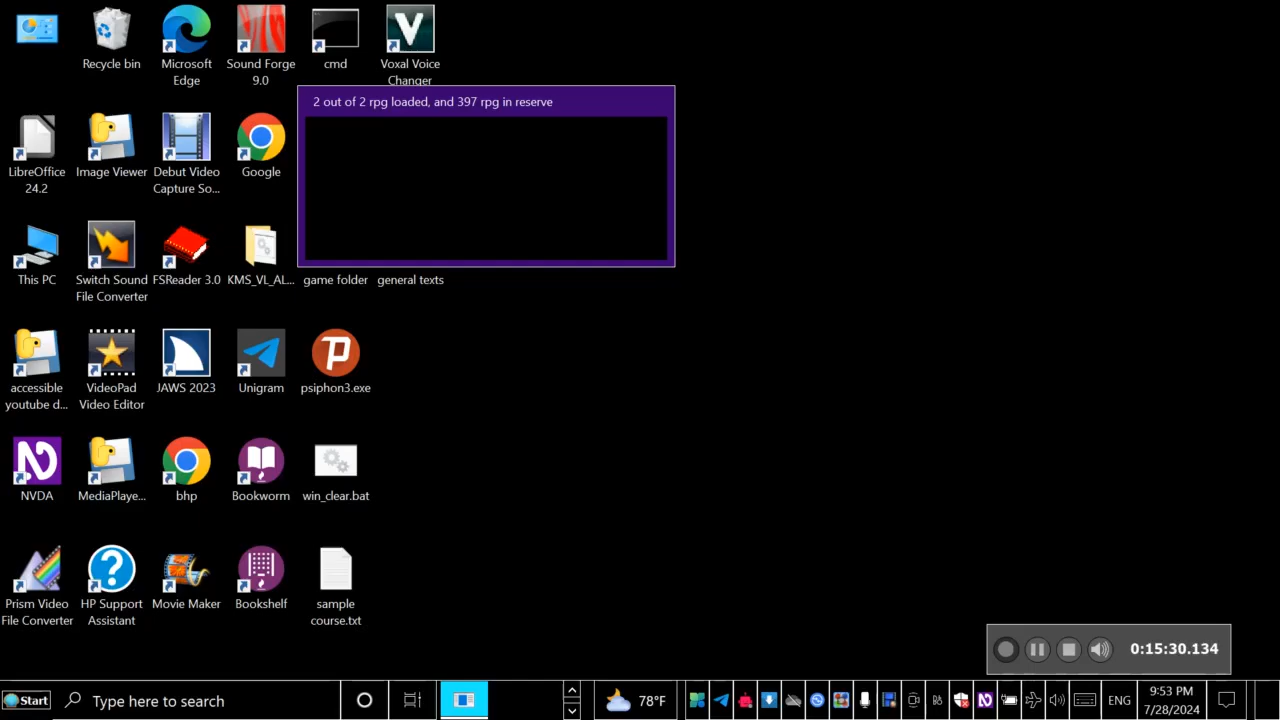 Recycle bin
Microsoft
Edge
Sound Forge
9.0
cmd
Voxal Voice
Changer
2 out of 2 rpg loaded, and 397 rpg in reserve
LibreOffice
24.2
Image Viewer
Debut Video
Capture So...
Google
This PC
Switch Sound
File Converter
FSReader 3.0
KMS_VL_AL...
game folder
general texts
accessible
youtube d...
VideoPad
Video Editor
JAWS 2023
Unigram
psiphon3.exe
NVDA
MediaPlaye...
bhp
Bookworm
win_clear.bat
Prism Video
File Converter
HP Support
Assistant
Movie Maker
Bookshelf
sample
course.txt
0:15:30.134
Start
Type here to search
78°F
ENG
9:53 PM
7/28/2024